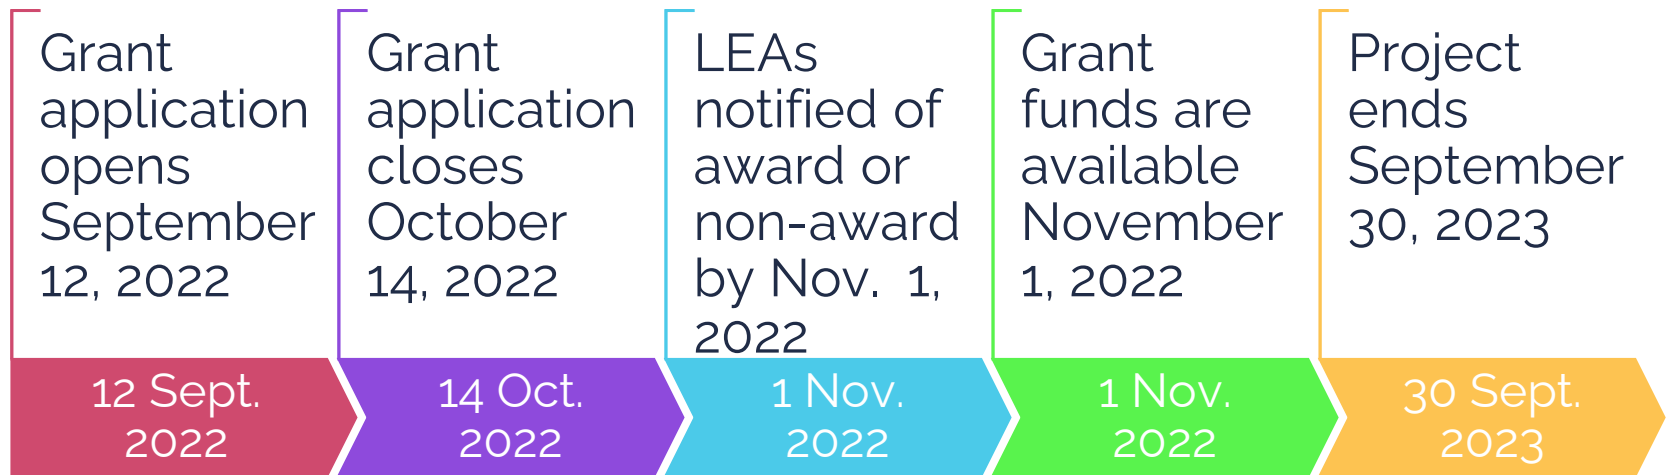 Grant
application
opens
September
12, 2022
12 Sept.
2022
Grant
application
closes
October
14, 2022
14 Oct.
2022
LEAs
notified of
award or
non-award
by Nov.  1,
2022
1 Nov.
2022
Grant
funds are
available
November
1, 2022
1 Nov.
2022
Project
ends
September
30, 2023
30 Sept.
2023